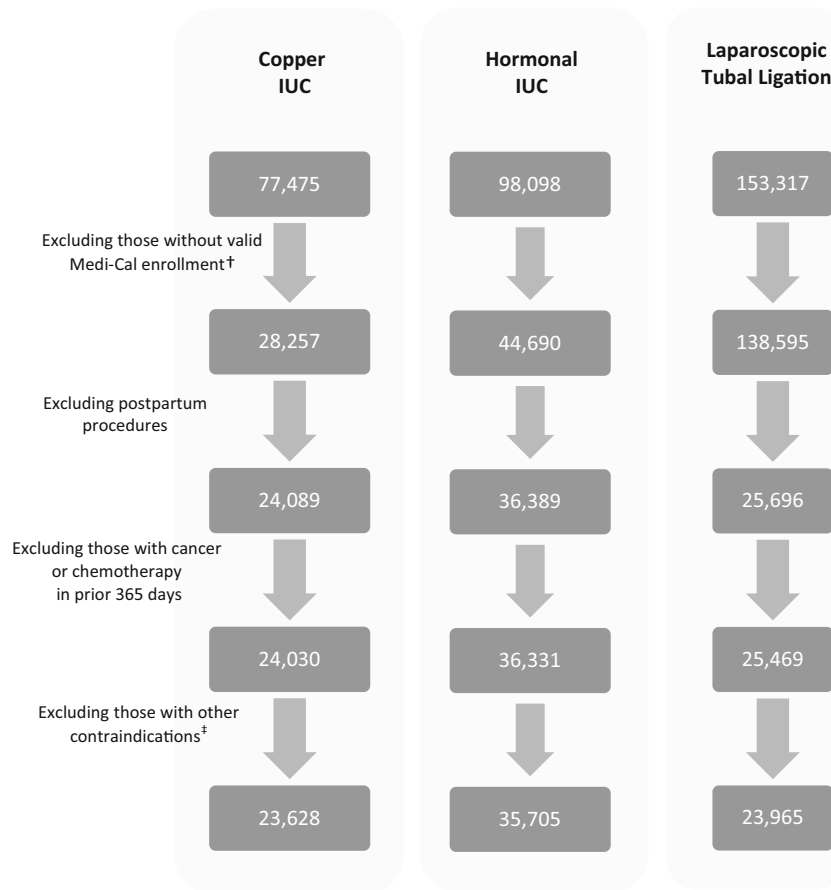 Copper
IUC
Hormonal
IUC
Laparoscopic
Tubal Ligation
77,475
98,098
153,317
Excluding those without valid
Medi-Cal enrollment†
28,257
44,690
138,595
Excluding postpartum
procedures
24,089
36,389
25,696
Excluding those with cancer
or chemotherapy
in prior 365 days
24,030
36,331
25,469
Excluding those with other
contraindications‡
23,628
35,705
23,965